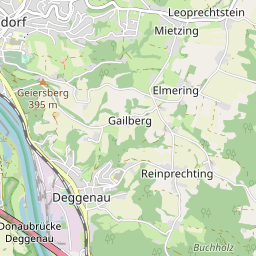 Leoprechtstein
dorf
Mietzing
Geiersberg
395 m
Elmering
Gailberg
Reinprechting
Deggenau
Donaubrücke
Deggenau
Buchholz